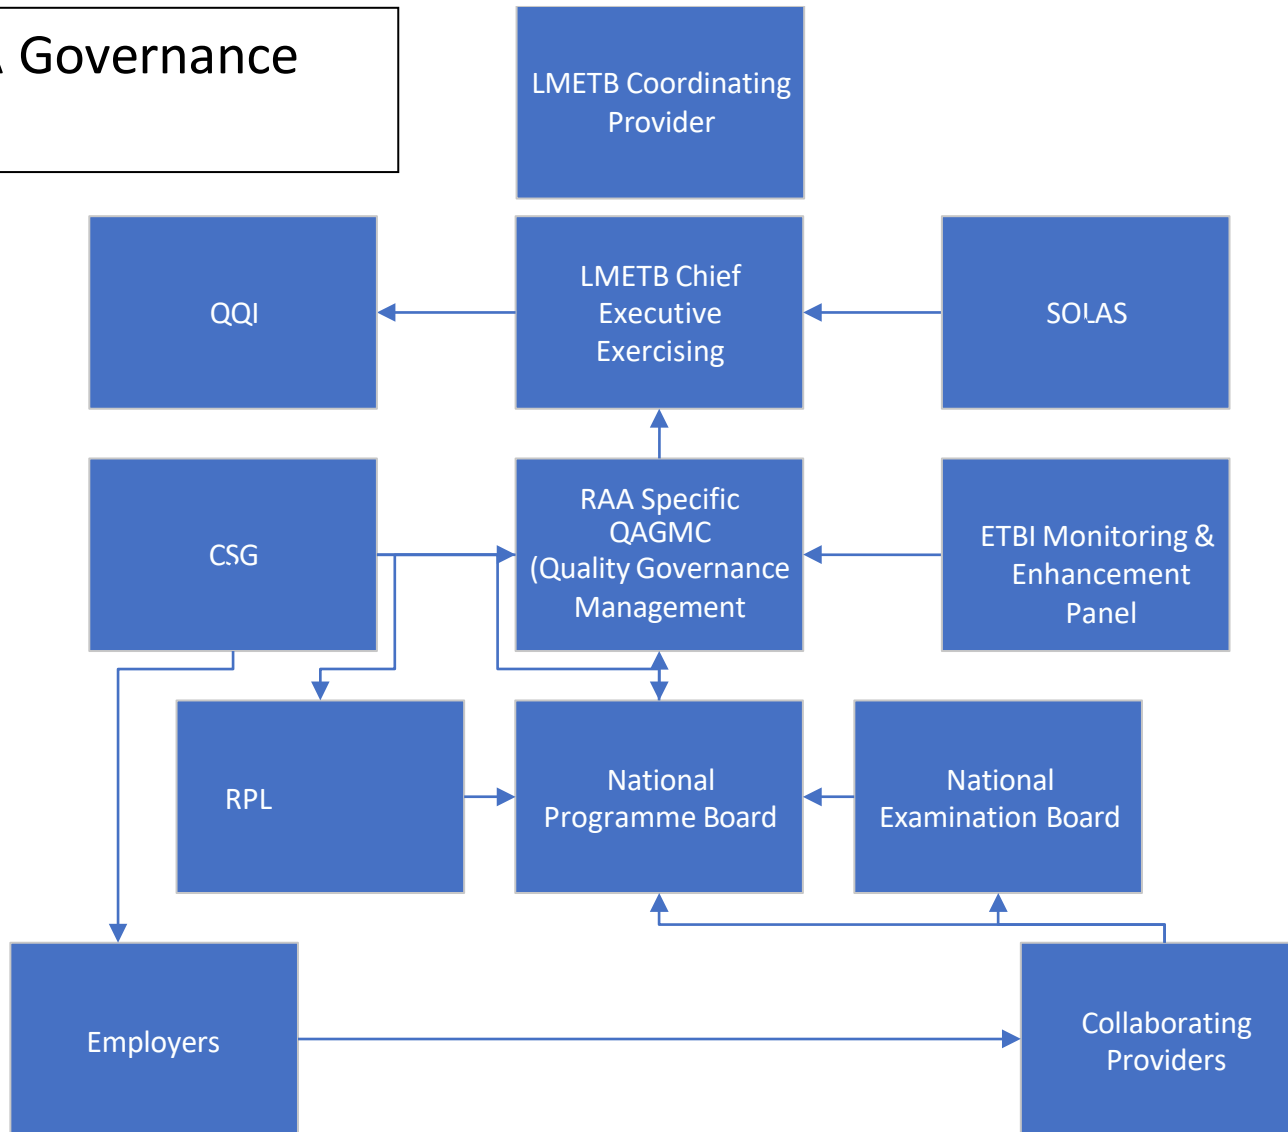 A Governance
LMETB Coordinating
Provider
QQI
LMETB Chief
Executive
Exercising
SOLAS
CSG
RAA Specific
QAGMC
(Quality Governance
Management
ETBI Monitoring &
Enhancement
Panel
RPL
National
Programme Board
National
Examination Board
Employers
Collaborating
Providers